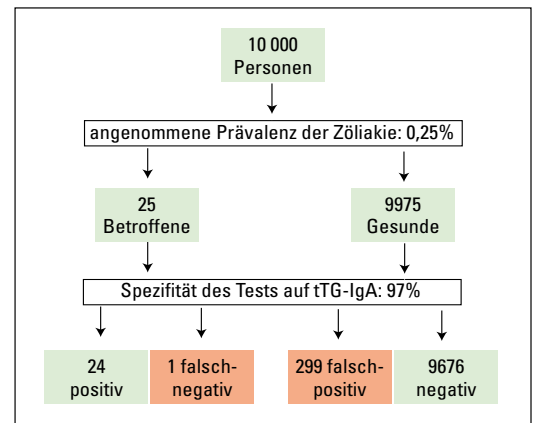 10 000
Personen
angenommene Prävalenz der Zöliakie: 0,25%
25
Betroffene
9975
Gesunde
Spezifität des Tests auf tTG-IgA: 97%
24
positiv
1 falsch-
negativ
299 falsch-
positiv
9676
negativ